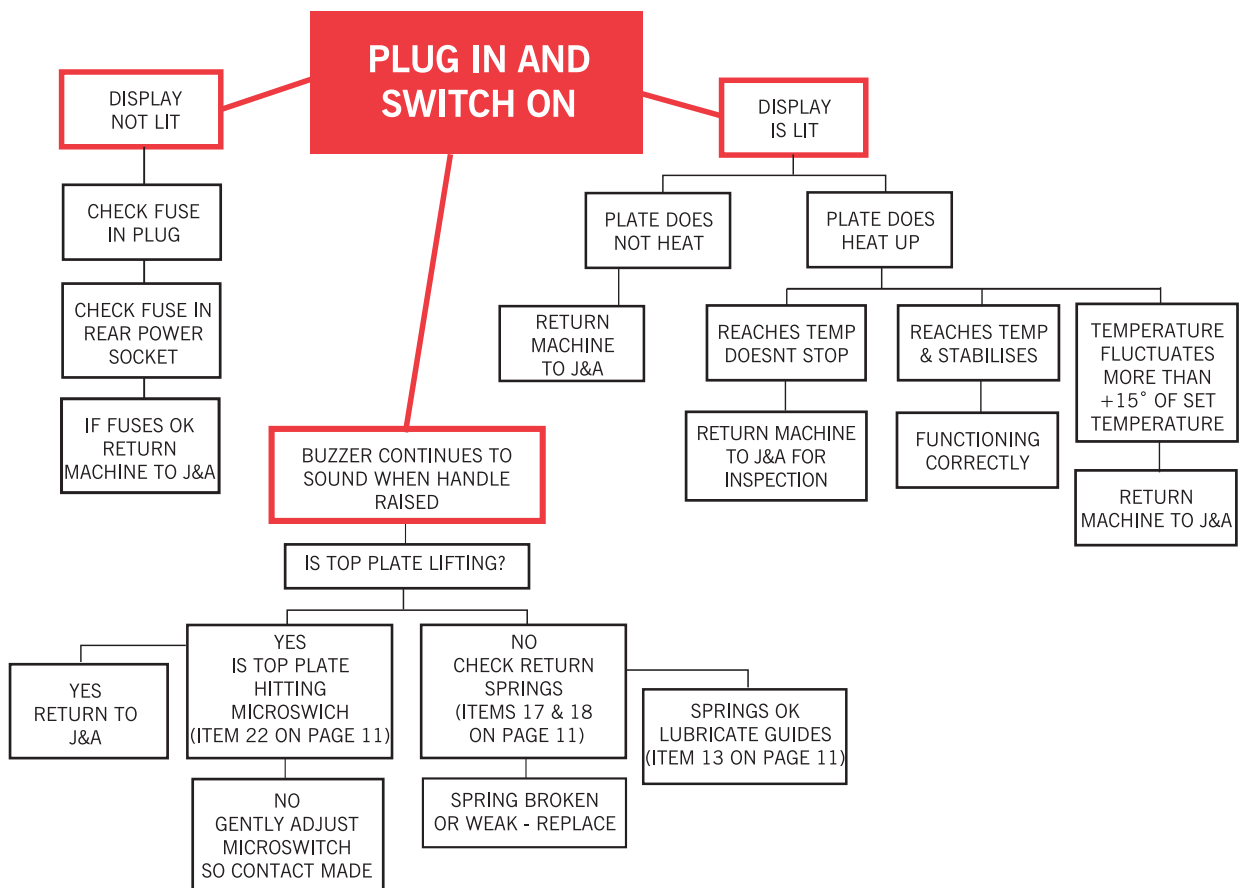 PLUG IN AND
SWITCH ON
DISPLAY
NOT LIT
CHECK FUSE
IN PLUG
CHECK FUSE IN
REAR POWER
SOCKET
IF FUSES OK
RETURN
MACHINE TO J&A
DISPLAY
IS LIT
PLATE DOES
NOT HEAT
RETURN
MACHINE
TO J&A
PLATE DOES
HEAT UP
REACHES TEMP
DOESNT STOP
RETURN MACHINE
TO J&A FOR
INSPECTION
REACHES TEMP
& STABILISES
FUNCTIONING
CORRECTLY
TEMPERATURE
FLUCTUATES
MORE THAN
+15° OF SET
TEMPERATURE
RETURN
MACHINE TO J&A
BUZZER CONTINUES TO
SOUND WHEN HANDLE
RAISED
IS TOP PLATE LIFTING?
YES
IS TOP PLATE
HITTING
MICROSWICH
(ITEM 22 ON PAGE 11)
YES
RETURN TO
J&A
NO
GENTLY ADJUST
MICROSWITCH
SO CONTACT MADE
NO
CHECK RETURN
SPRINGS
(ITEMS 17 & 18
ON PAGE 11)
SPRING BROKEN
OR WEAK - REPLACE
SPRINGS OK
LUBRICATE GUIDES
(ITEM 13 ON PAGE 11)